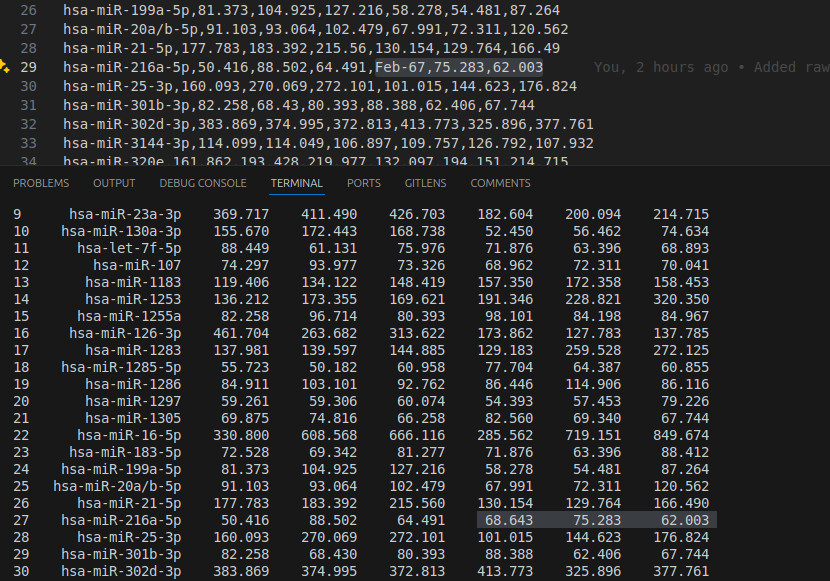 26 hsa-miR-199a-5p,81.373,104.925,127.216,58.278,54.481,87.264
27 hsa-miR-20a/b-5p,91.103,93.064,102.479,67.991,72.311,120.562
28 hsa-miR-21-5p,177.783,183.392,215.56,130.154,129.764,166.49
29 hsa-miR-216a-5p,50.416,88.502,64.491,Feb-67,75.283,62.003 You, 2 hours ago • Added raw
30 hsa-miR-25-3p,160.093,270.069,272.101,101.015,144.623,176.824
31 hsa-miR-301b-3p,82.258,68.43,80.393,88.388,62.406,67.744
32 hsa-miR-302d-3p,383.869,374.995,372.813,413.773,325.896,377.761
33 hsa-miR-3144-3p,114.099,114.049,106.897,109.757,126.792,107.932
34 hsa-miR-320e,161.862,193.428,219.977,132.097,194.151,214.715
PROBLEMS OUTPUT DEBUG CONSOLE TERMINAL PORTS GITLENS COMMENTS
9 hsa-miR-23a-3p 369.717 411.490 426.703 182.604 200.094 214.715
10 hsa-miR-130a-3p 155.670 172.443 168.738 52.450 56.462 74.634
11 hsa-let-7f-5p 88.449 61.131 75.976 71.876 63.396 68.893
12 hsa-miR-107 74.297 93.977 73.326 68.962 72.311 70.041
13 hsa-miR-1183 119.406 134.122 148.419 157.350 172.358 158.453
14 hsa-miR-1253 136.212 173.355 169.621 191.346 228.821 320.350
15 hsa-miR-1255a 82.258 96.714 80.393 98.101 84.198 84.967
16 hsa-miR-126-3p 461.704 263.682 313.622 173.862 127.783 137.785
17 hsa-miR-1283 137.981 139.597 144.885 129.183 259.528 272.125
18 hsa-miR-1285-5p 55.723 50.182 60.958 77.704 64.387 60.855
19 hsa-miR-1286 84.911 103.101 92.762 86.446 114.906 86.116
20 hsa-miR-1297 59.261 59.306 60.074 54.393 57.453 79.226
21 hsa-miR-1305 69.875 74.816 66.258 82.560 69.340 67.744
22 hsa-miR-16-5p 330.800 608.568 666.116 285.562 719.151 849.674
23 hsa-miR-183-5p 72.528 69.342 81.277 71.876 63.396 88.412
24 hsa-miR-199a-5p 81.373 104.925 127.216 58.278 54.481 87.264
25 hsa-miR-20a/b-5p 91.103 93.064 102.479 67.991 72.311 120.562
26 hsa-miR-21-5p 177.783 183.392 215.560 130.154 129.764 166.490
27 hsa-miR-216a-5p 50.416 88.502 64.491 68.643 75.283 62.003
28 hsa-miR-25-3p 160.093 270.069 272.101 101.015 144.623 176.824
29 hsa-miR-301b-3p 82.258 68.430 80.393 88.388 62.406 67.744
30 hsa-miR-302d-3p 383.869 374.995 372.813 413.773 325.896 377.761